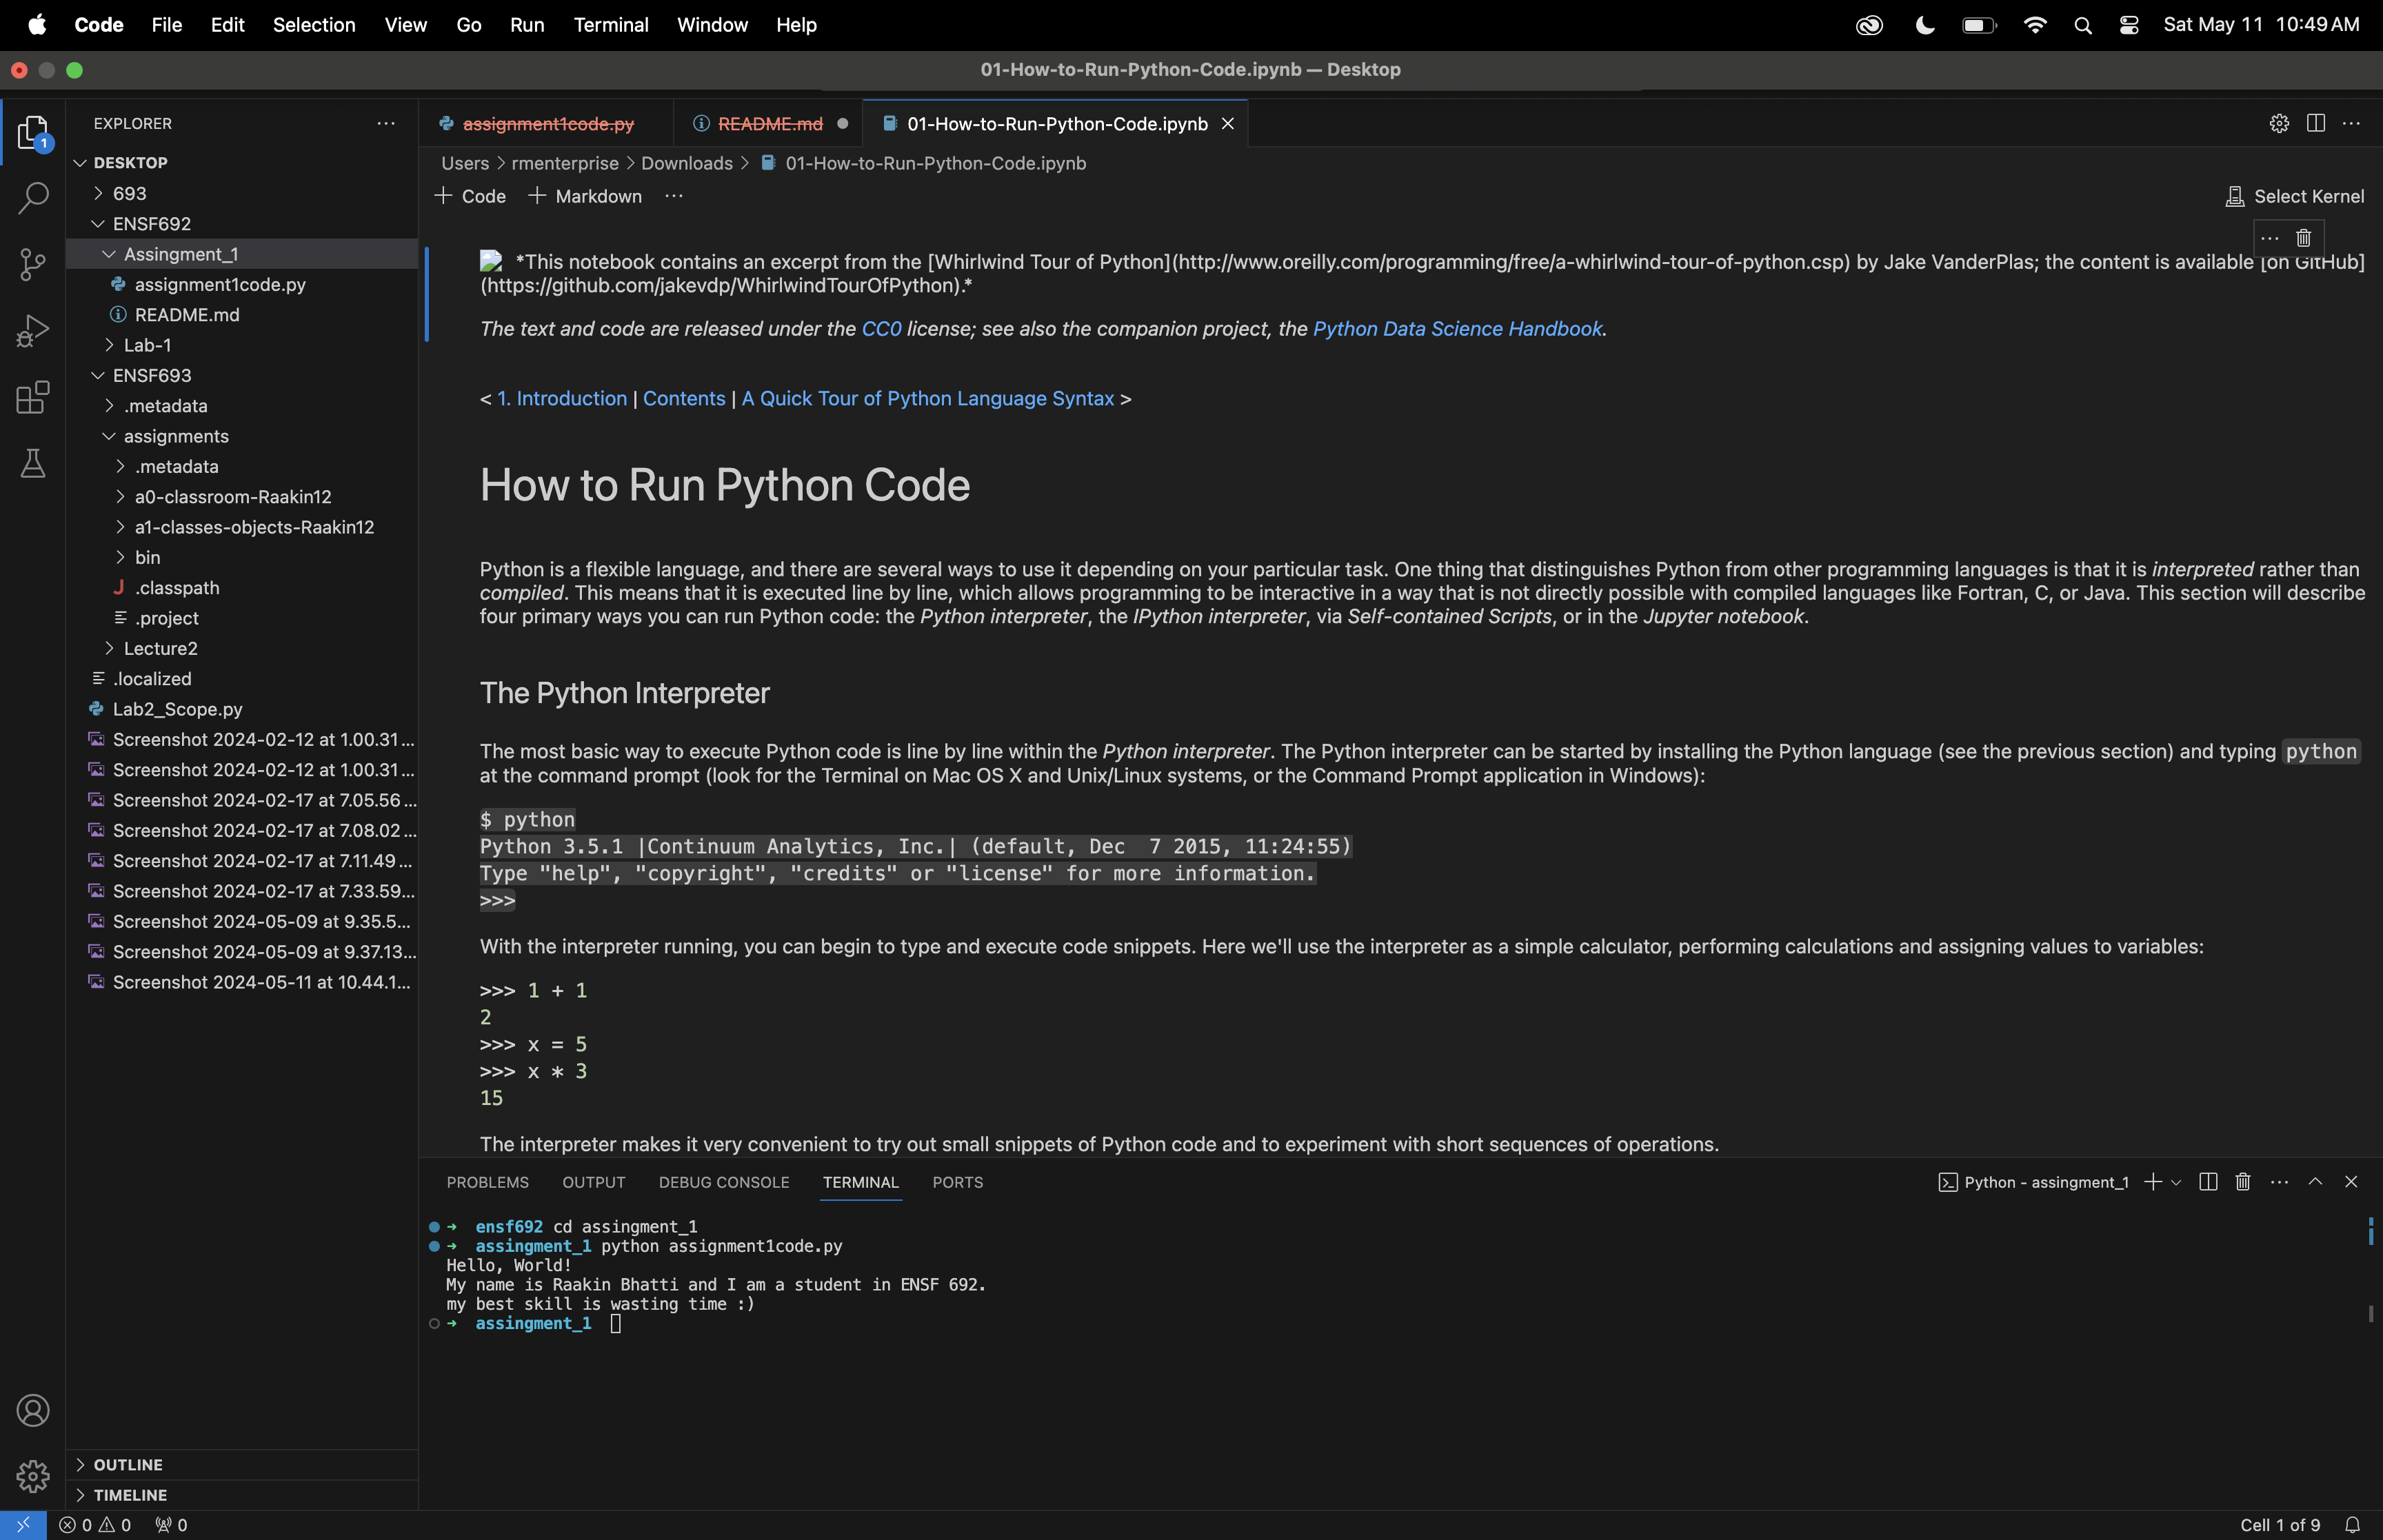 Code File Edit Selection View Go Run Terminal Window Help
Sat May 11 10:49 AM
01-How-to-Run-Python-Code.ipynb — Desktop
1
EXPLORER
DESKTOP
693
ENSF692
Assingment_1
assignment1code.py
README.md
Lab-1
ENSF693
.metadata
assignments
.metadata
a0-classroom-Raakin12
a1-classes-objects-Raakin12
bin
J .classpath
.project
Lecture2
.localized
Lab2_Scope.py
Screenshot 2024-02-12 at 1.00.31...
Screenshot 2024-02-12 at 1.00.31...
Screenshot 2024-02-17 at 7.05.56...
Screenshot 2024-02-17 at 7.08.02...
Screenshot 2024-02-17 at 7.11.49...
Screenshot 2024-02-17 at 7.33.59...
Screenshot 2024-05-09 at 9.35.5...
Screenshot 2024-05-09 at 9.37.13...
Screenshot 2024-05-11 at 10.44.1...
OUTLINE
TIMELINE
assignment1code.py README.md 01-How-to-Run-Python-Code.ipynb
Users > rmenterprise > Downloads > 01-How-to-Run-Python-Code.ipynb
+ Code + Markdown ...
Select Kernel
*This notebook contains an excerpt from the [Whirlwind Tour of Python](http://www.oreilly.com/programming/free/a-whirlwind-tour-of-python.csp) by Jake VanderPlas; the content is available [on GitHub]
(https://github.com/jakevdp/WhirlwindTourOfPython).*
The text and code are released under the CC0 license; see also the companion project, the Python Data Science Handbook.
< 1. Introduction | Contents | A Quick Tour of Python Language Syntax >
How to Run Python Code
Python is a flexible language, and there are several ways to use it depending on your particular task. One thing that distinguishes Python from other programming languages is that it is interpreted rather than
compiled. This means that it is executed line by line, which allows programming to be interactive in a way that is not directly possible with compiled languages like Fortran, C, or Java. This section will describe
four primary ways you can run Python code: the Python interpreter, the IPython interpreter, via Self-contained Scripts, or in the Jupyter notebook.
The Python Interpreter
The most basic way to execute Python code is line by line within the Python interpreter. The Python interpreter can be started by installing the Python language (see the previous section) and typing python
at the command prompt (look for the Terminal on Mac OS X and Unix/Linux systems, or the Command Prompt application in Windows):
$ python
Python 3.5.1 |Continuum Analytics, Inc.| (default, Dec  7 2015, 11:24:55)
Type "help", "copyright", "credits" or "license" for more information.
>>>
With the interpreter running, you can begin to type and execute code snippets. Here we'll use the interpreter as a simple calculator, performing calculations and assigning values to variables:
>>> 1 + 1
2
>>> x = 5
>>> x * 3
15
The interpreter makes it very convenient to try out small snippets of Python code and to experiment with short sequences of operations.
PROBLEMS OUTPUT DEBUG CONSOLE TERMINAL PORTS
Python - assingment_1
➜ ensf692 cd assingment_1
➜ assingment_1 python assignment1code.py
Hello, World!
My name is Raakin Bhatti and I am a student in ENSF 692.
my best skill is wasting time :)
➜ assingment_1
0 0 0
Cell 1 of 9